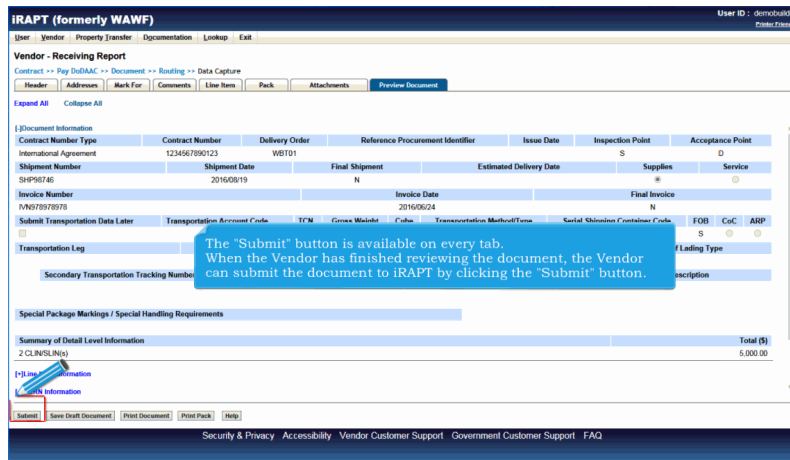 iRAPT (formerly WAWF)
User ID : demobuild
Printer Frien
User Vendor Property Transfer Documentation Lookup Exit
Vendor - Receiving Report
Contract >> Pay DoDAAC >> Document >> Routing >> Data Capture
Header Addresses Mark For Comments Line Item Pack Attachments Preview Document
Expand All Collapse All
[-]Document Information
Contract Number Type Contract Number Delivery Order Reference Procurement Identifier Issue Date Inspection Point Acceptance Point
International Agreement 1234567890123 WBT01 S D
Shipment Number Shipment Date Final Shipment Estimated Delivery Date Supplies Service
SHP98746 2016/08/19 N
Invoice Number Invoice Date Final Invoice
IVN978978978 2016/06/24 N
Submit Transportation Data Later Transportation Account Code TCN Gross Weight Cube Transportation Method/Type Serial Shipping Container Code FOB CoC ARP
S
Transportation Leg f Lading Type
The "Submit" button is available on every tab.
When the Vendor has finished reviewing the document, the Vendor
can submit the document to iRAPT by clicking the "Submit" button.
Secondary Transportation Tracking Number escription
Special Package Markings / Special Handling Requirements
Summary of Detail Level Information Total ($)
2 CLIN/SLIN(s) 5,000.00
[+]Line ormation
RN Information
Submit Save Draft Document Print Document Print Pack Help
Security & Privacy Accessibility Vendor Customer Support Government Customer Support FAQ